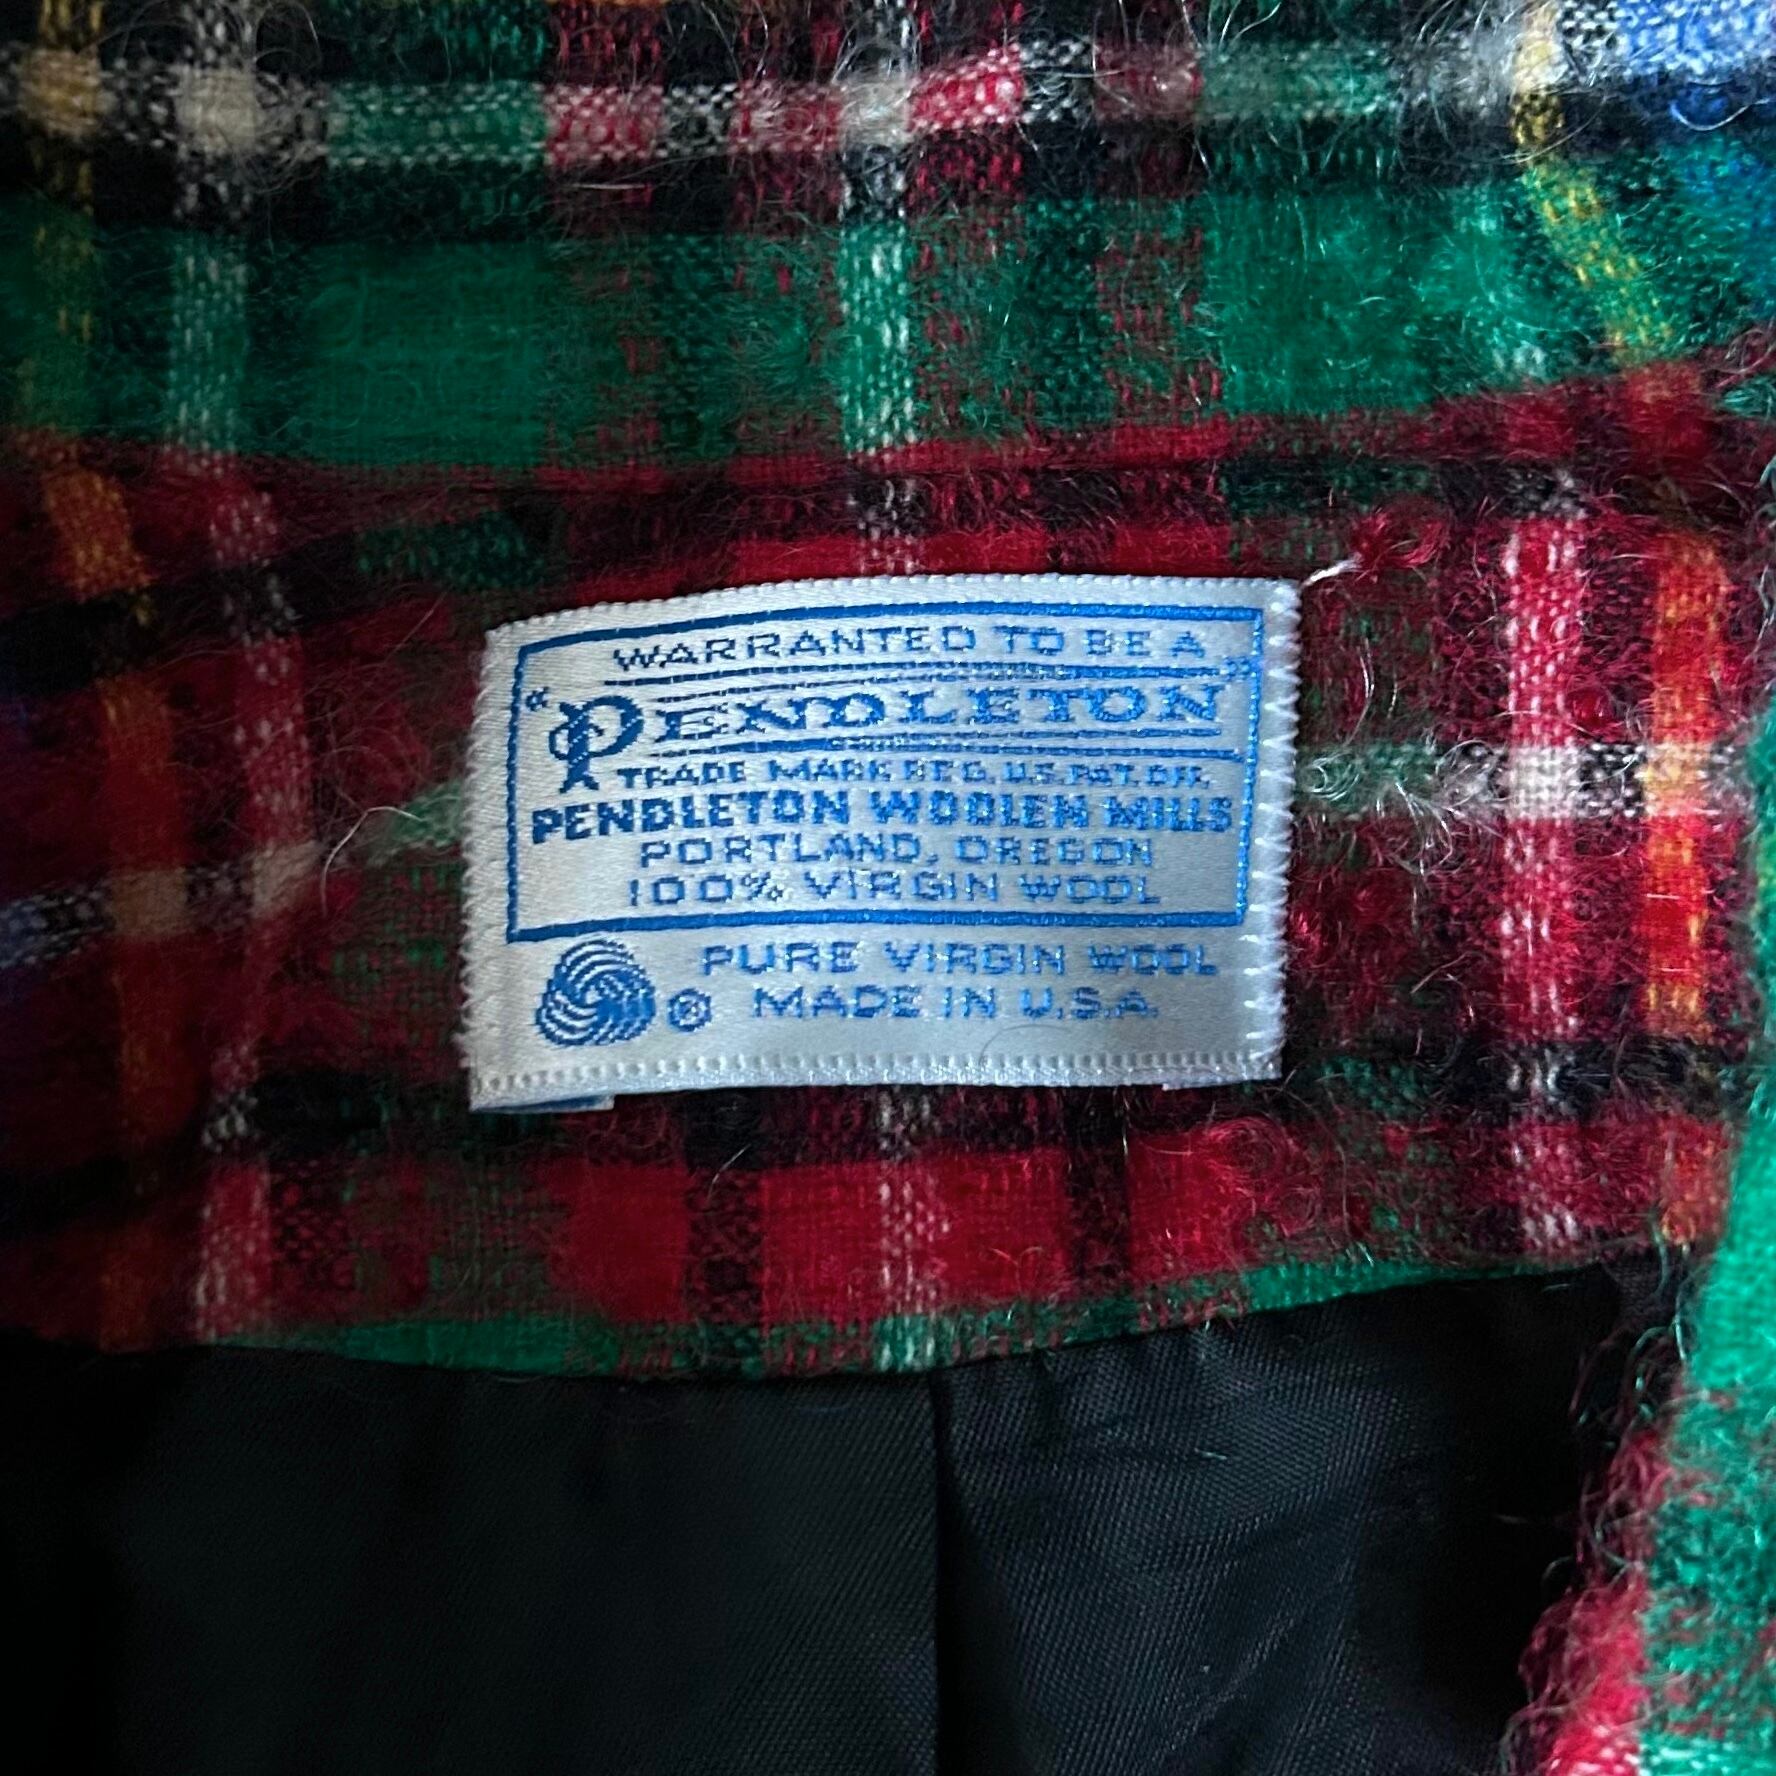 WARRANTED TO BE A
"PENDLETON"
TRADE MARK REG. U.S. PAT. OFF.
PENDLETON WOOLEN MILLS
PORTLAND, OREGON
100% VIRGIN WOOL
PURE VIRGIN WOOL
® MADE IN U.S.A.